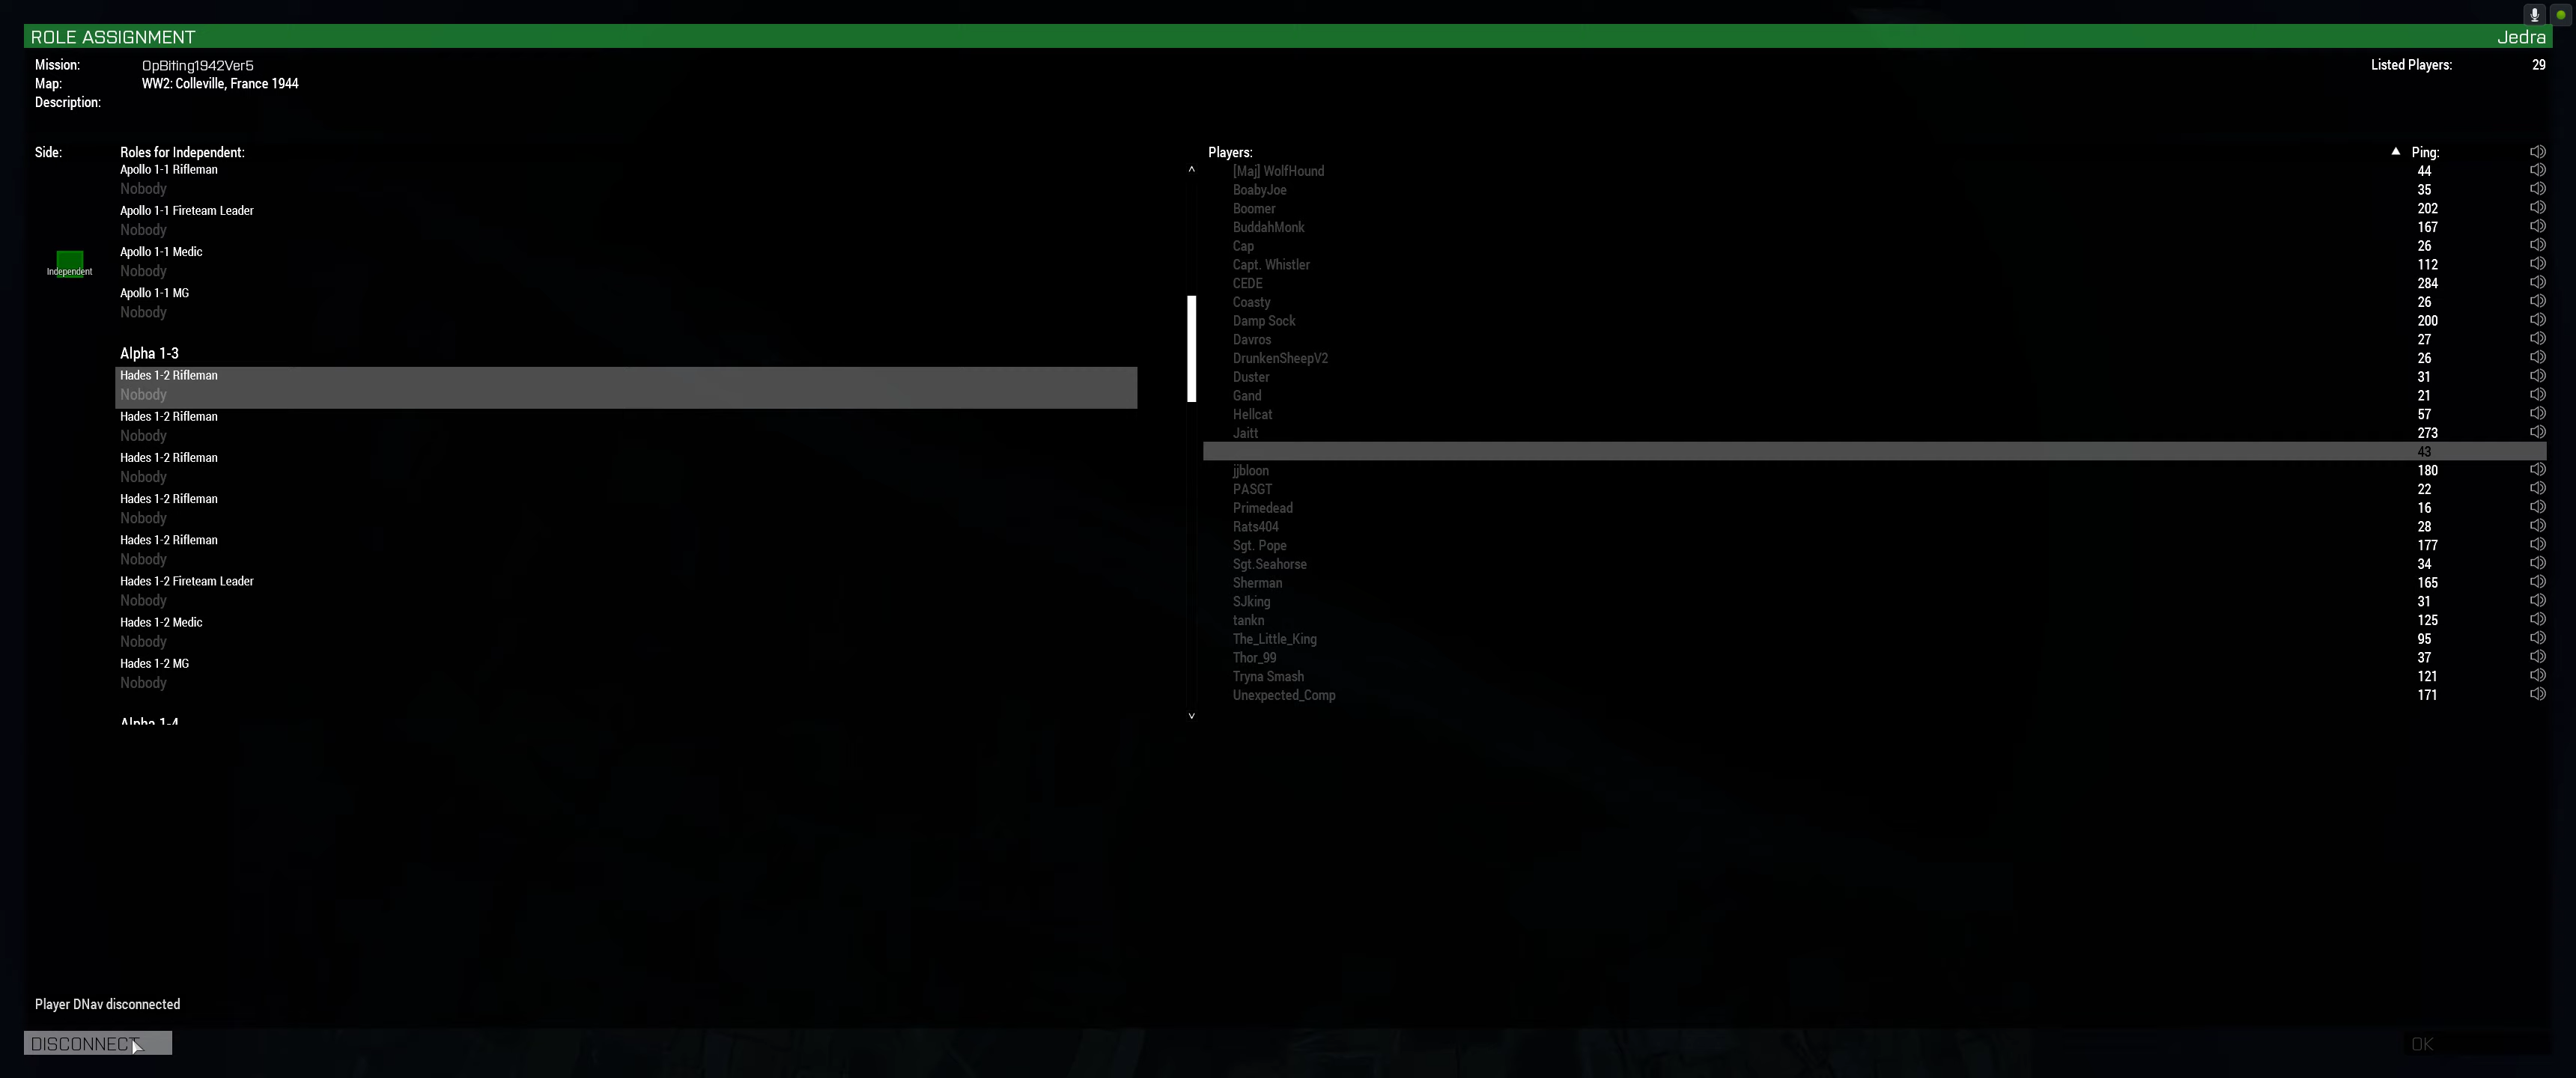 ROLE ASSIGNMENT Jedra
Mission: OpBiting1942Ver5 Listed Players: 29
Map: WW2: Colleville, France 1944
Description:
Side: Roles for Independent:
Independent
Apollo 1-1 Rifleman
Nobody
Apollo 1-1 Fireteam Leader
Nobody
Apollo 1-1 Medic
Nobody
Apollo 1-1 MG
Nobody
Alpha 1-3
Hades 1-2 Rifleman
Nobody
Hades 1-2 Rifleman
Nobody
Hades 1-2 Rifleman
Nobody
Hades 1-2 Rifleman
Nobody
Hades 1-2 Rifleman
Nobody
Hades 1-2 Fireteam Leader
Nobody
Hades 1-2 Medic
Nobody
Hades 1-2 MG
Nobody
Alpha 1-4
Players: Ping:
[Maj] WolfHound 44
BoabyJoe 35
Boomer 202
BuddahMonk 167
Cap 26
Capt. Whistler 112
CEDE 284
Coasty 26
Damp Sock 200
Davros 27
DrunkenSheepV2 26
Duster 31
Gand 21
Hellcat 57
Jaitt 273
43
jjbloon 180
PASGT 22
Primedead 16
Rats404 28
Sgt. Pope 177
Sgt.Seahorse 34
Sherman 165
SJking 31
tankn 125
The_Little_King 95
Thor_99 37
Tryna Smash 121
Unexpected_Comp 171
Player DNav disconnected
DISCONNECT OK